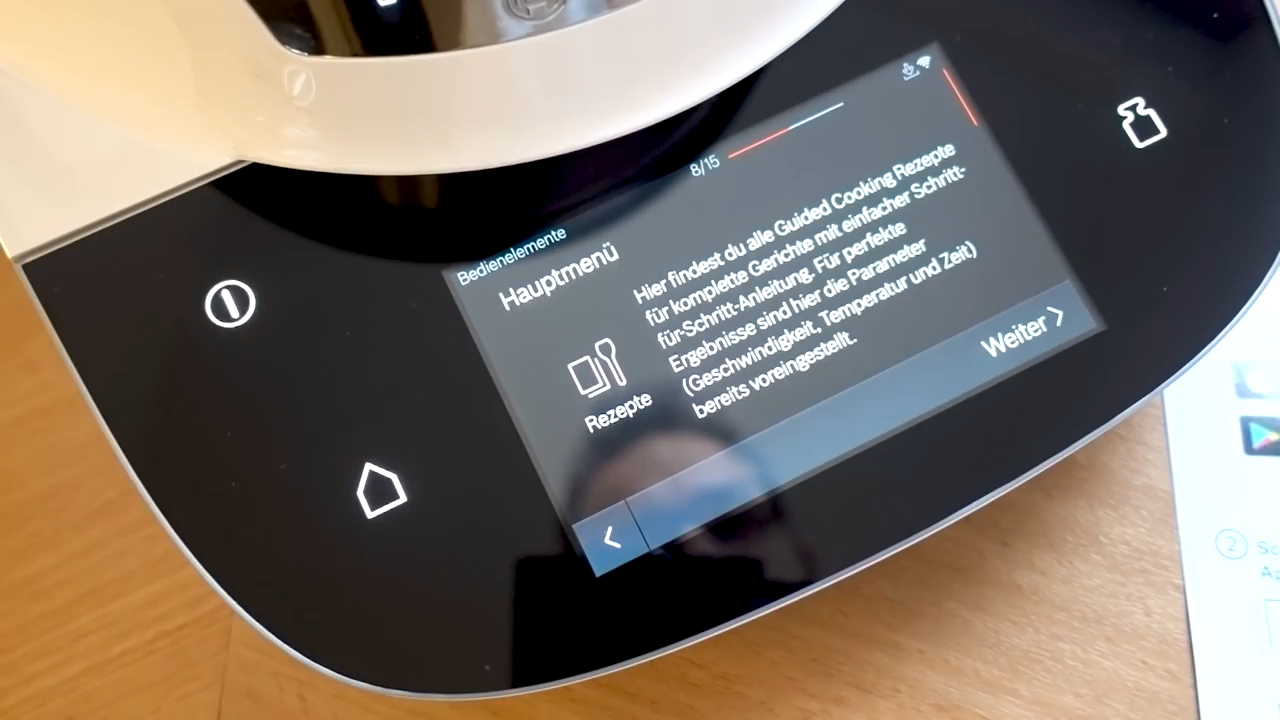 8/15
Bedienelemente
Hauptmenü
Rezepte
Hier findest du alle Guided Cooking Rezepte
für komplette Gerichte mit einfacher Schritt-
für-Schritt-Anleitung. Für perfekte
Ergebnisse sind hier die Parameter
(Geschwindigkeit, Temperatur und Zeit)
bereits voreingestellt.
Weiter
2